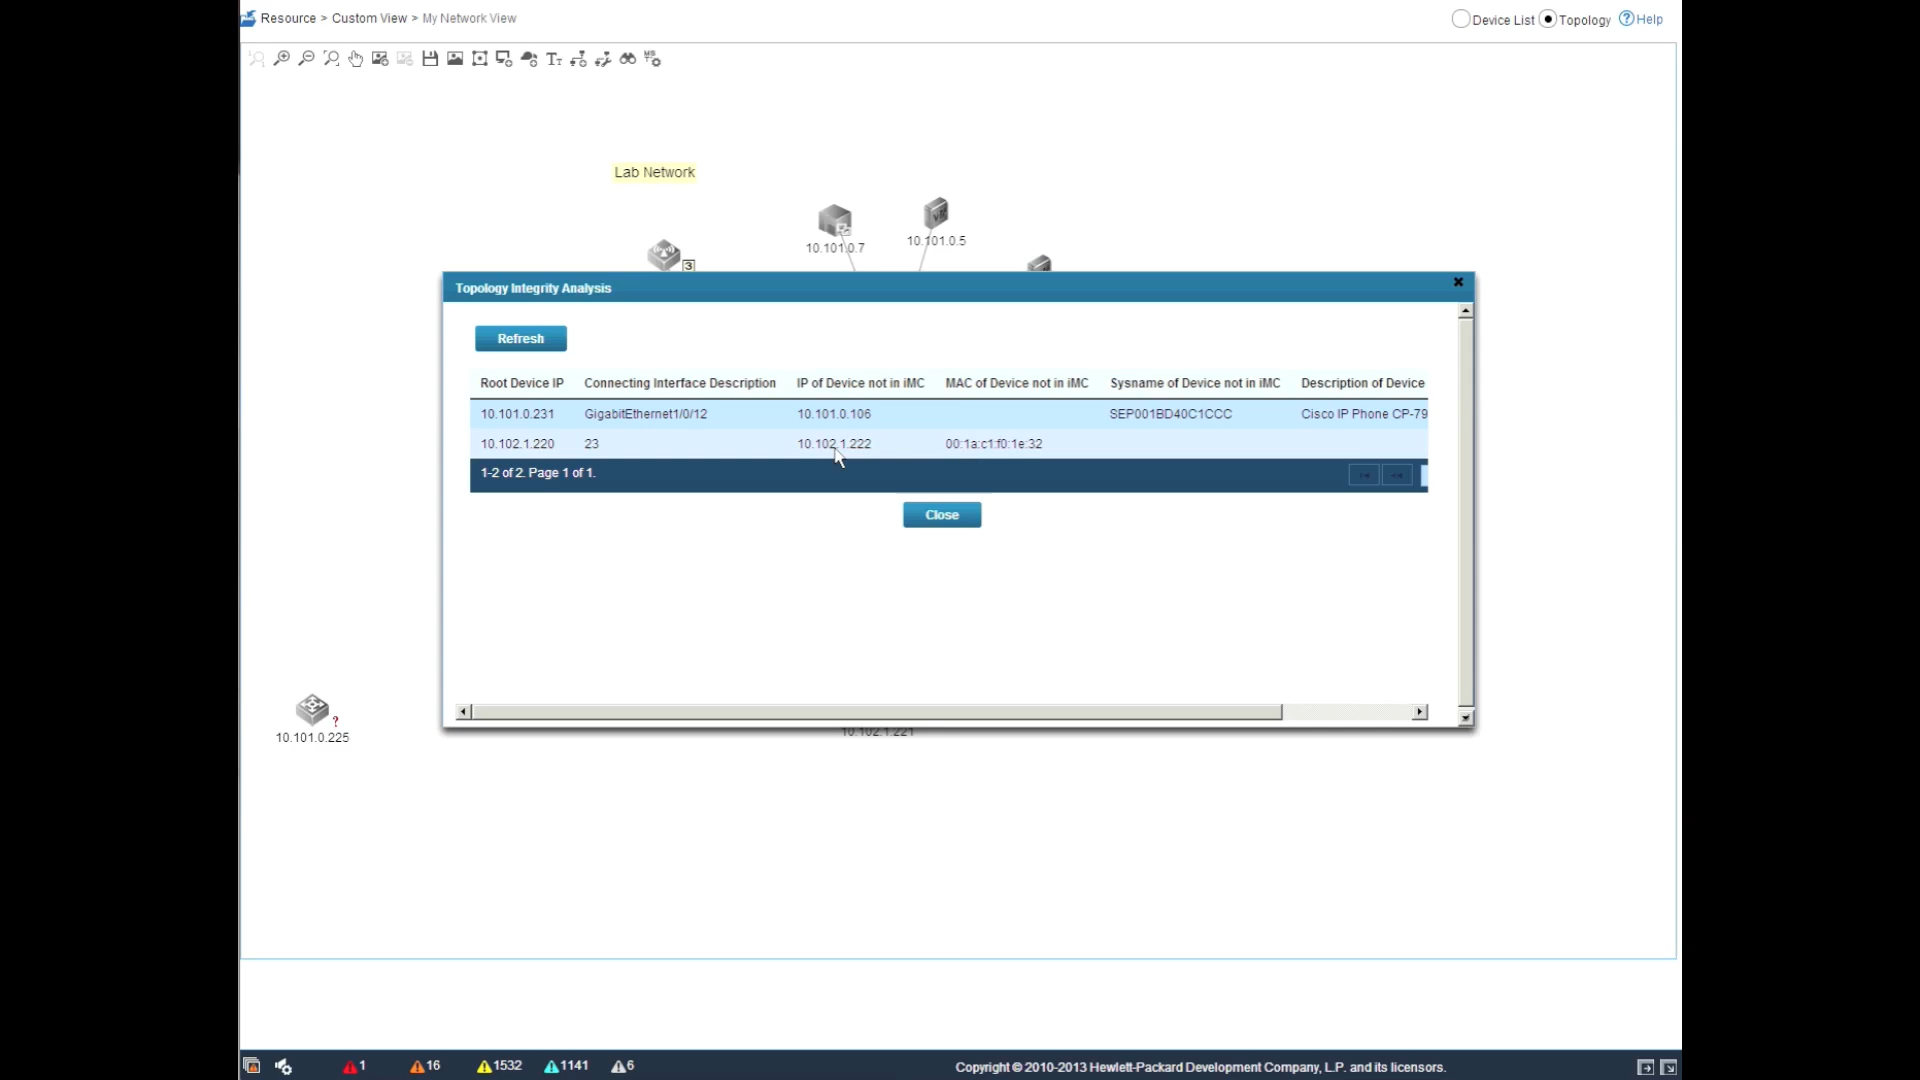 Resource > Custom View > My Network View
Device List Topology Help
Lab Network
10.101.0.7
10.101.0.5
3
Topology Integrity Analysis
Refresh
Root Device IP Connecting Interface Description IP of Device not in iMC MAC of Device not in iMC Sysname of Device not in iMC Description of Device
10.101.0.231 GigabitEthernet1/0/12 10.101.0.106 SEP001BD40C1CCC Cisco IP Phone CP-79
10.102.1.220 23 10.102.1.222 00:1a:c1:f0:1e:32
1-2 of 2. Page 1 of 1.
Close
?
10.101.0.225
10.102.1.221
1 16 1532 1141 6
Copyright © 2010-2013 Hewlett-Packard Development Company, L.P. and its licensors.